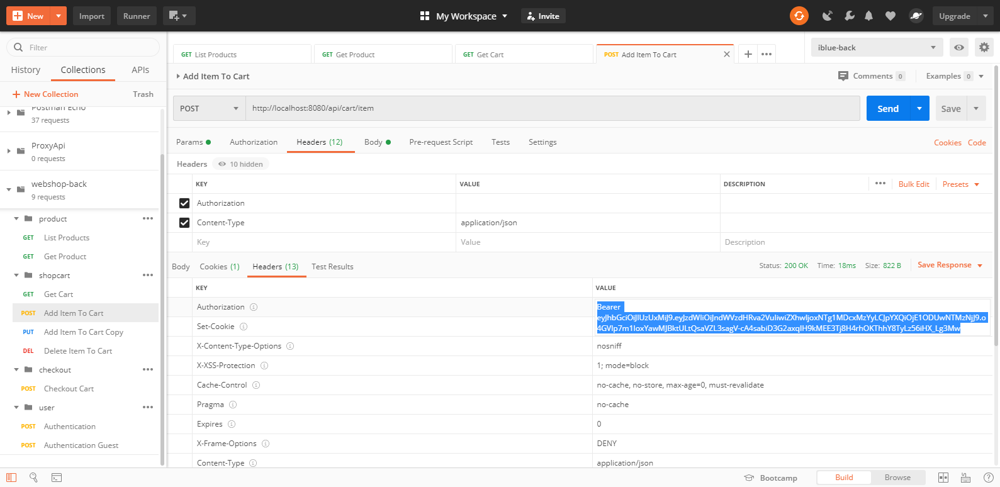 New
Import
Runner
My Workspace
Invite
Upgrade
Filter
History
Collections
APIs
New Collection
Trash
Postman Echo
37 requests
ProxyApi
0 requests
webshop-back
9 requests
product
GET List Products
GET Get Product
shopcart
GET Get Cart
POST Add Item To Cart
PUT Add Item To Cart Copy
DEL Delete Item To Cart
checkout
POST Checkout Cart
user
POST Authentication
POST Authentication Guest
GET List Products
GET Get Product
GET Get Cart
POST Add Item To Cart
iblue-back
Add Item To Cart
Comments 0
Examples 0
POST
http://localhost:8080/api/cart/item
Send
Save
Params
Authorization
Headers (12)
Body
Pre-request Script
Tests
Settings
Cookies
Code
Headers
10 hidden
KEY
VALUE
DESCRIPTION
Bulk Edit
Presets
Authorization
Content-Type
application/json
Key
Value
Description
Body
Cookies (1)
Headers (13)
Test Results
Status: 200 OK
Time: 18ms
Size: 822 B
Save Response
KEY
VALUE
Authorization
Bearer
Set-Cookie
X-Content-Type-Options
nosniff
X-XSS-Protection
1; mode=block
Cache-Control
no-cache, no-store, max-age=0, must-revalidate
Pragma
no-cache
Expires
0
X-Frame-Options
DENY
Content-Type
application/json
Bootcamp
Build
Browse